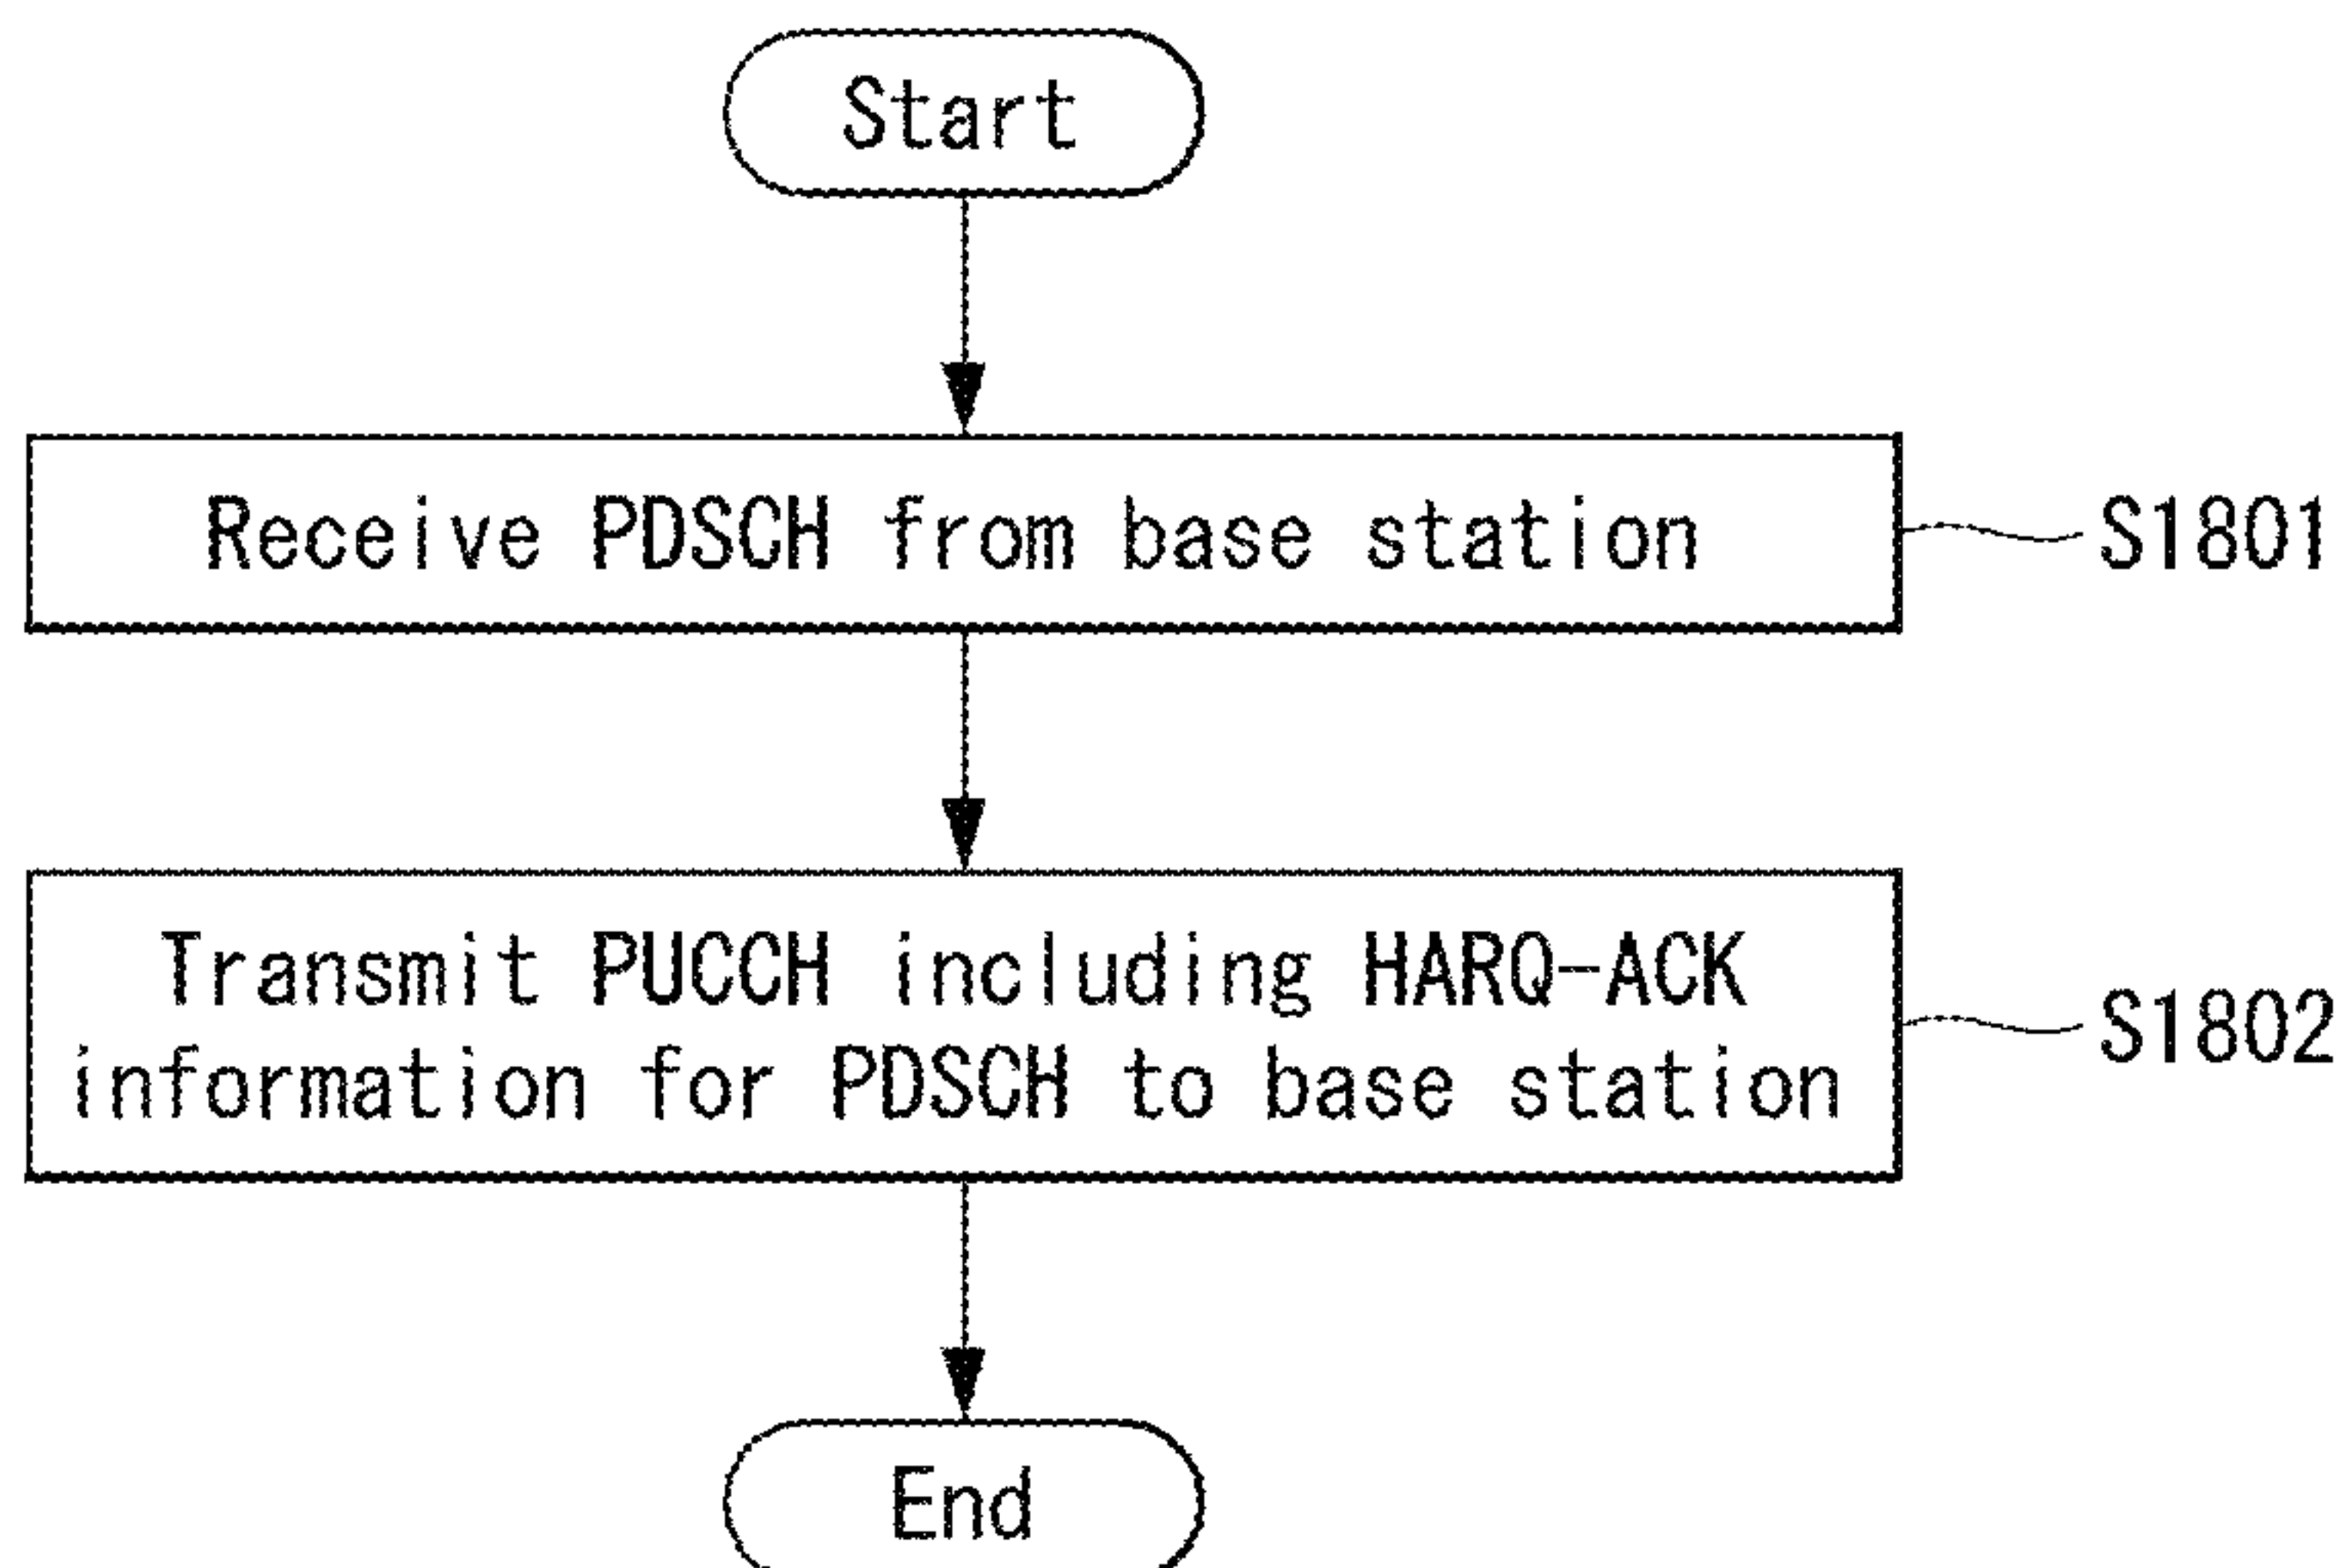 Start
Receive PDSCH from base station
S1801
Transmit PUCCH including HARQ-ACK
information for PDSCH to base station
S1802
End